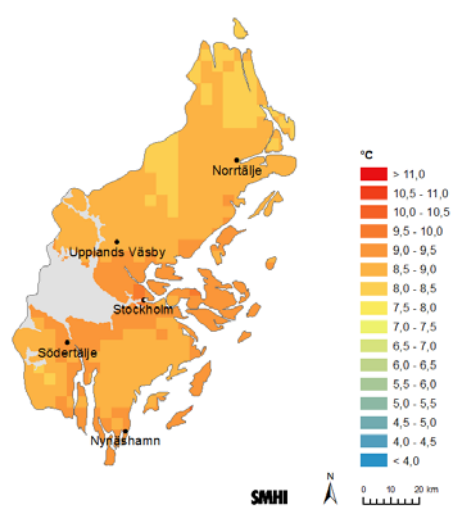 Norrtälje
°C
> 11,0
10,5 - 11,0
10,0 - 10,5
9,5 - 10,0
9,0 - 9,5
8,5 - 9,0
8,0 - 8,5
7,5 - 8,0
7,0 - 7,5
6,5 - 7,0
6,0 - 6,5
5,5 - 6,0
5,0 - 5,5
4,5 - 5,0
4,0 - 4,5
< 4,0
Upplands Väsby
Stockholm
Södertälje
Nynäshamn
SMHI
N
0 10 20 km